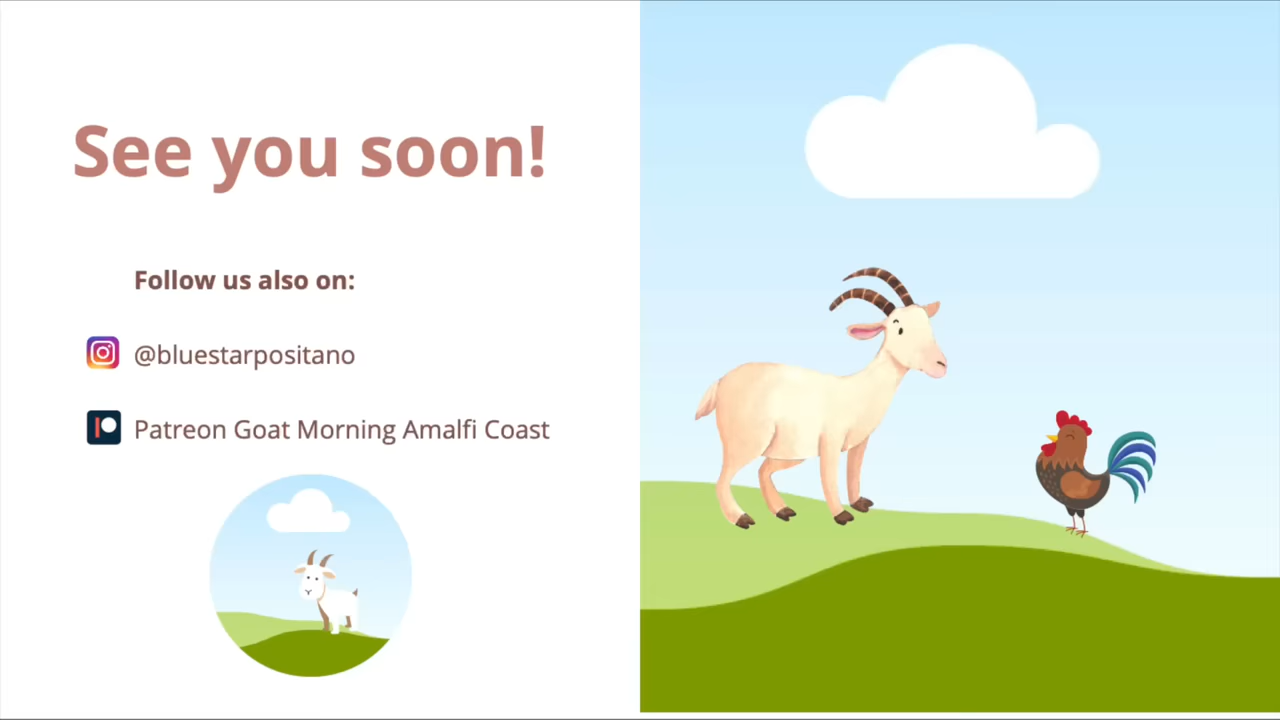 See you soon!
Follow us also on:
@bluestarpositano
Patreon Goat Morning Amalfi Coast